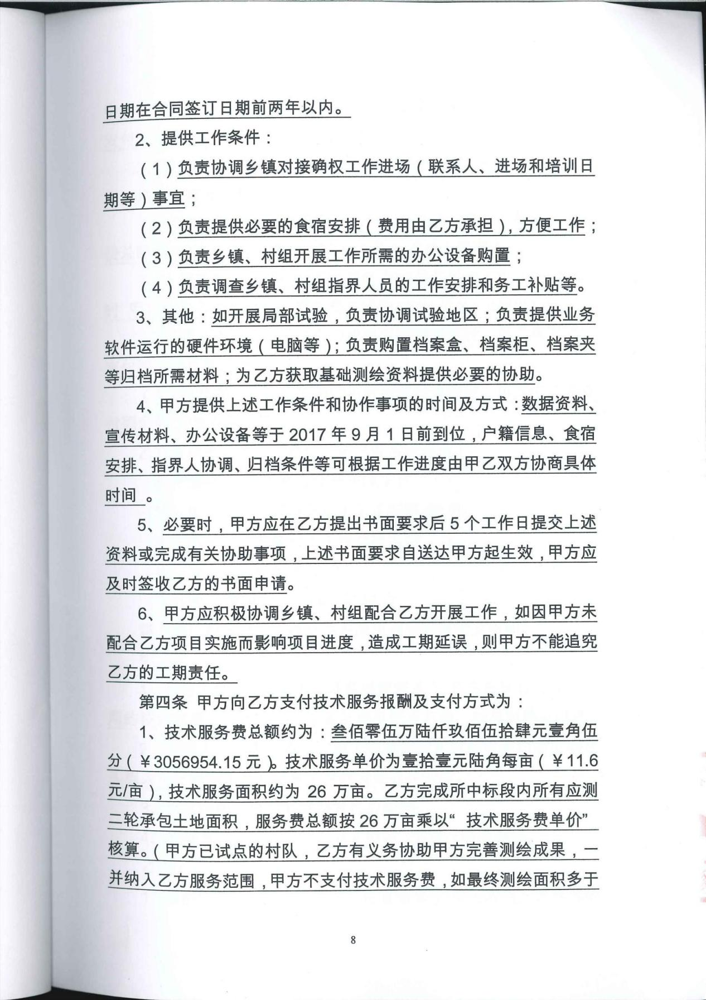 日期在合同签订日期前两年以内。
2、提供工作条件：
（1）负责协调乡镇对接确权工作进场（联系人、进场和培训日
期等）事宜；
（2）负责提供必要的食宿安排（费用由乙方承担），方便工作；
（3）负责乡镇、村组开展工作所需的办公设备购置；
（4）负责调查乡镇、村组指界人员的工作安排和务工补贴等。
3、其他：如开展局部试验，负责协调试验地区；负责提供业务
软件运行的硬件环境（电脑等）；负责购置档案盒、档案柜、档案夹
等归档所需材料；为乙方获取基础测绘资料提供必要的协助。
4、甲方提供上述工作条件和协作事项的时间及方式：数据资料、
宣传材料、办公设备等于 2017 年 9 月 1 日前到位，户籍信息、食宿
安排、指界人协调、归档条件等可根据工作进度由甲乙双方协商具体
时间 。
5、必要时，甲方应在乙方提出书面要求后 5 个工作日提交上述
资料或完成有关协助事项，上述书面要求自送达甲方起生效，甲方应
及时签收乙方的书面申请。
6、甲方应积极协调乡镇、村组配合乙方开展工作，如因甲方未
配合乙方项目实施而影响项目进度，造成工期延误，则甲方不能追究
乙方的工期责任。
第四条 甲方向乙方支付技术服务报酬及支付方式为：
1、技术服务费总额约为：叁佰零伍万陆仟玖佰伍拾肆元壹角伍
分（￥3056954.15 元）。技术服务单价为壹拾壹元陆角每亩（￥11.6
元/亩），技术服务面积约为 26 万亩。乙方完成所中标段内所有应测
二轮承包土地面积，服务费总额按 26 万亩乘以“ 技术服务费单价”
核算。（甲方已试点的村队，乙方有义务协助甲方完善测绘成果，一
并纳入乙方服务范围，甲方不支付技术服务费，如最终测绘面积多于
8